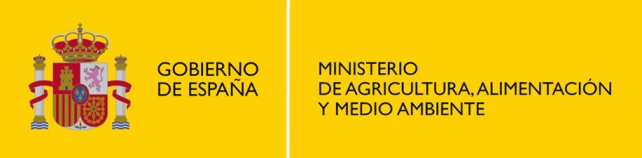 GOBIERNO
DE ESPAÑA
MINISTERIO
DE AGRICULTURA, ALIMENTACIÓN
Y MEDIO AMBIENTE